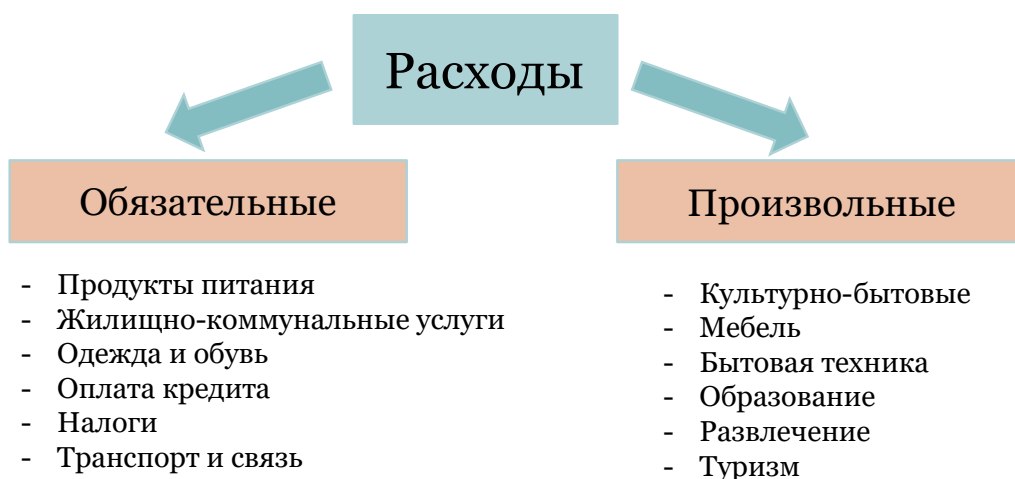 Расходы
Обязательные
- Продукты питания
- Жилищно-коммунальные услуги
- Одежда и обувь
- Оплата кредита
- Налоги
- Транспорт и связь
Произвольные
- Культурно-бытовые
- Мебель
- Бытовая техника
- Образование
- Развлечение
- Туризм